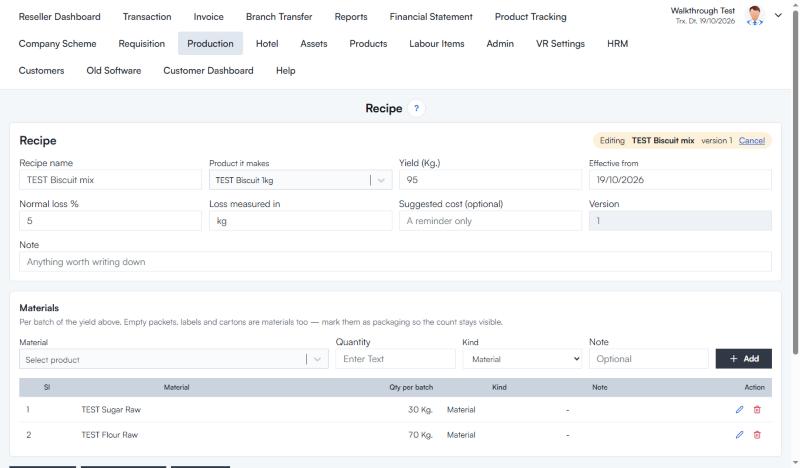 Reseller Dashboard Transaction Invoice Branch Transfer Reports Financial Statement Product Tracking
Walkthrough Test
Trx. Dt. 19/10/2026
Company Scheme Requisition Production Hotel Assets Products Labour Items Admin VR Settings HRM
Customers Old Software Customer Dashboard Help
Recipe ?
Recipe
Editing TEST Biscuit mix version 1 Cancel
Recipe name Product it makes Yield (Kg.) Effective from
TEST Biscuit mix TEST Biscuit 1kg 95 19/10/2026
Normal loss % Loss measured in Suggested cost (optional) Version
5 kg A reminder only 1
Note
Anything worth writing down
Materials
Per batch of the yield above. Empty packets, labels and cartons are materials too — mark them as packaging so the count stays visible.
Material Quantity Kind Note
Select product Enter Text Material Optional + Add
Sl Material Qty per batch Kind Note Action
1 TEST Sugar Raw 30 Kg. Material -
2 TEST Flour Raw 70 Kg. Material -